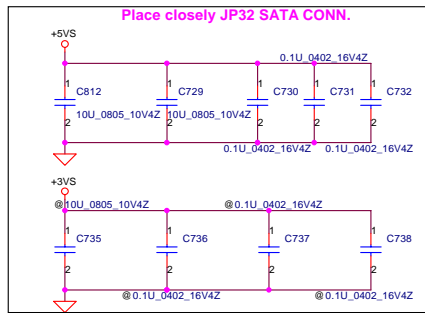 Place closely JP32 SATA CONN.
+5VS
0.1U_0402_16V4Z
1 1 1 1 1
C812 C729 C730 C731 C732
10U_0805_10V4Z 10U_0805_10V4Z
2 2 2 2 2
0.1U_0402_16V4Z 0.1U_0402_16V4Z
+3VS
@10U_0805_10V4Z @0.1U_0402_16V4Z
1 1 1 1
C735 C736 C737 C738
2 2 2 2
@0.1U_0402_16V4Z @0.1U_0402_16V4Z